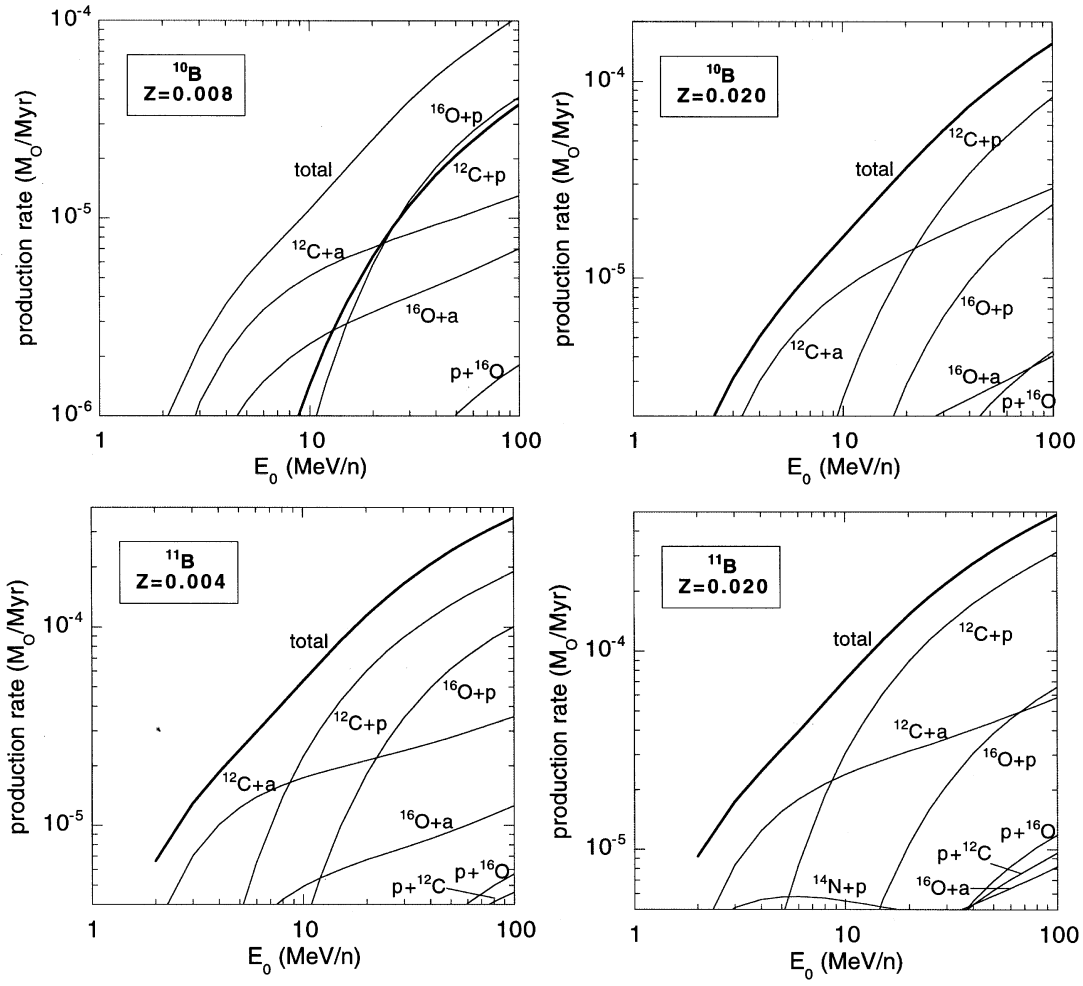 10⁻⁴
¹⁰B
Z=0.008
¹⁶O+p
total
¹²C+p
10⁻⁵
¹²C+a
¹⁶O+a
p+¹⁶O
10⁻⁶
1 10 100
E₀ (MeV/n)
production rate (M_O/Myr)
¹⁰B
Z=0.020
10⁻⁴
¹²C+p
total
10⁻⁵
¹²C+a
¹⁶O+p
¹⁶O+a
p+¹⁶O
1 10 100
E₀ (MeV/n)
production rate (M_O/Myr)
¹¹B
Z=0.004
10⁻⁴
total
¹⁶O+p
¹²C+p
¹²C+a
10⁻⁵
¹⁶O+a
p+¹⁶O
p+¹²C
1 10 100
E₀ (MeV/n)
production rate (M_O/Myr)
¹¹B
Z=0.020
total
¹²C+p
10⁻⁴
¹²C+a
¹⁶O+p
10⁻⁵
p+¹⁶O
p+¹²C
¹⁶O+a
¹⁴N+p
1 10 100
E₀ (MeV/n)
production rate (M_O/Myr)